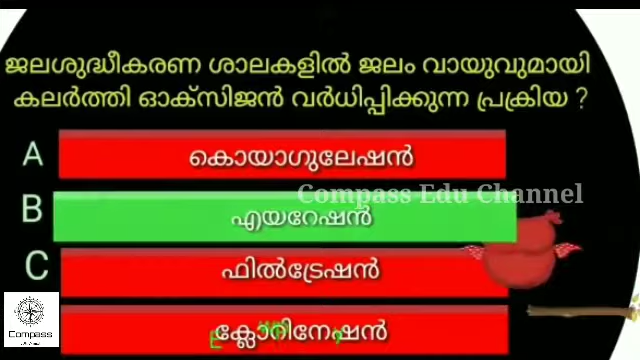 ജലശുദ്ധീകരണ ശാലകളിൽ ജലം വായുവുമായി
കലർത്തി ഓക്സിജൻ വർധിപ്പിക്കുന്ന പ്രക്രിയ ?
A കൊയാഗുലേഷൻ
Compass Edu Channel
B എയറേഷൻ
C ഫിൽട്രേഷൻ
ക്ലോറിനേഷൻ
Compass